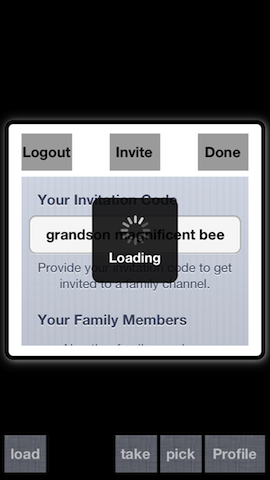 Logout Invite Done
Your Invitation Code
grandson magnificent bee
Loading
Provide your invitation code to get
invited to a family channel.
Your Family Members
load take pick Profile